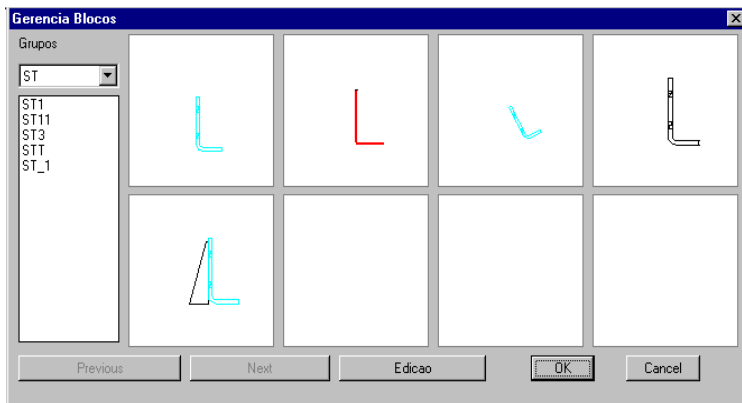 Gerencia Blocos
Grupos
ST
ST1
ST11
ST3
STT
ST_1
Previous
Next
Edicao
OK
Cancel